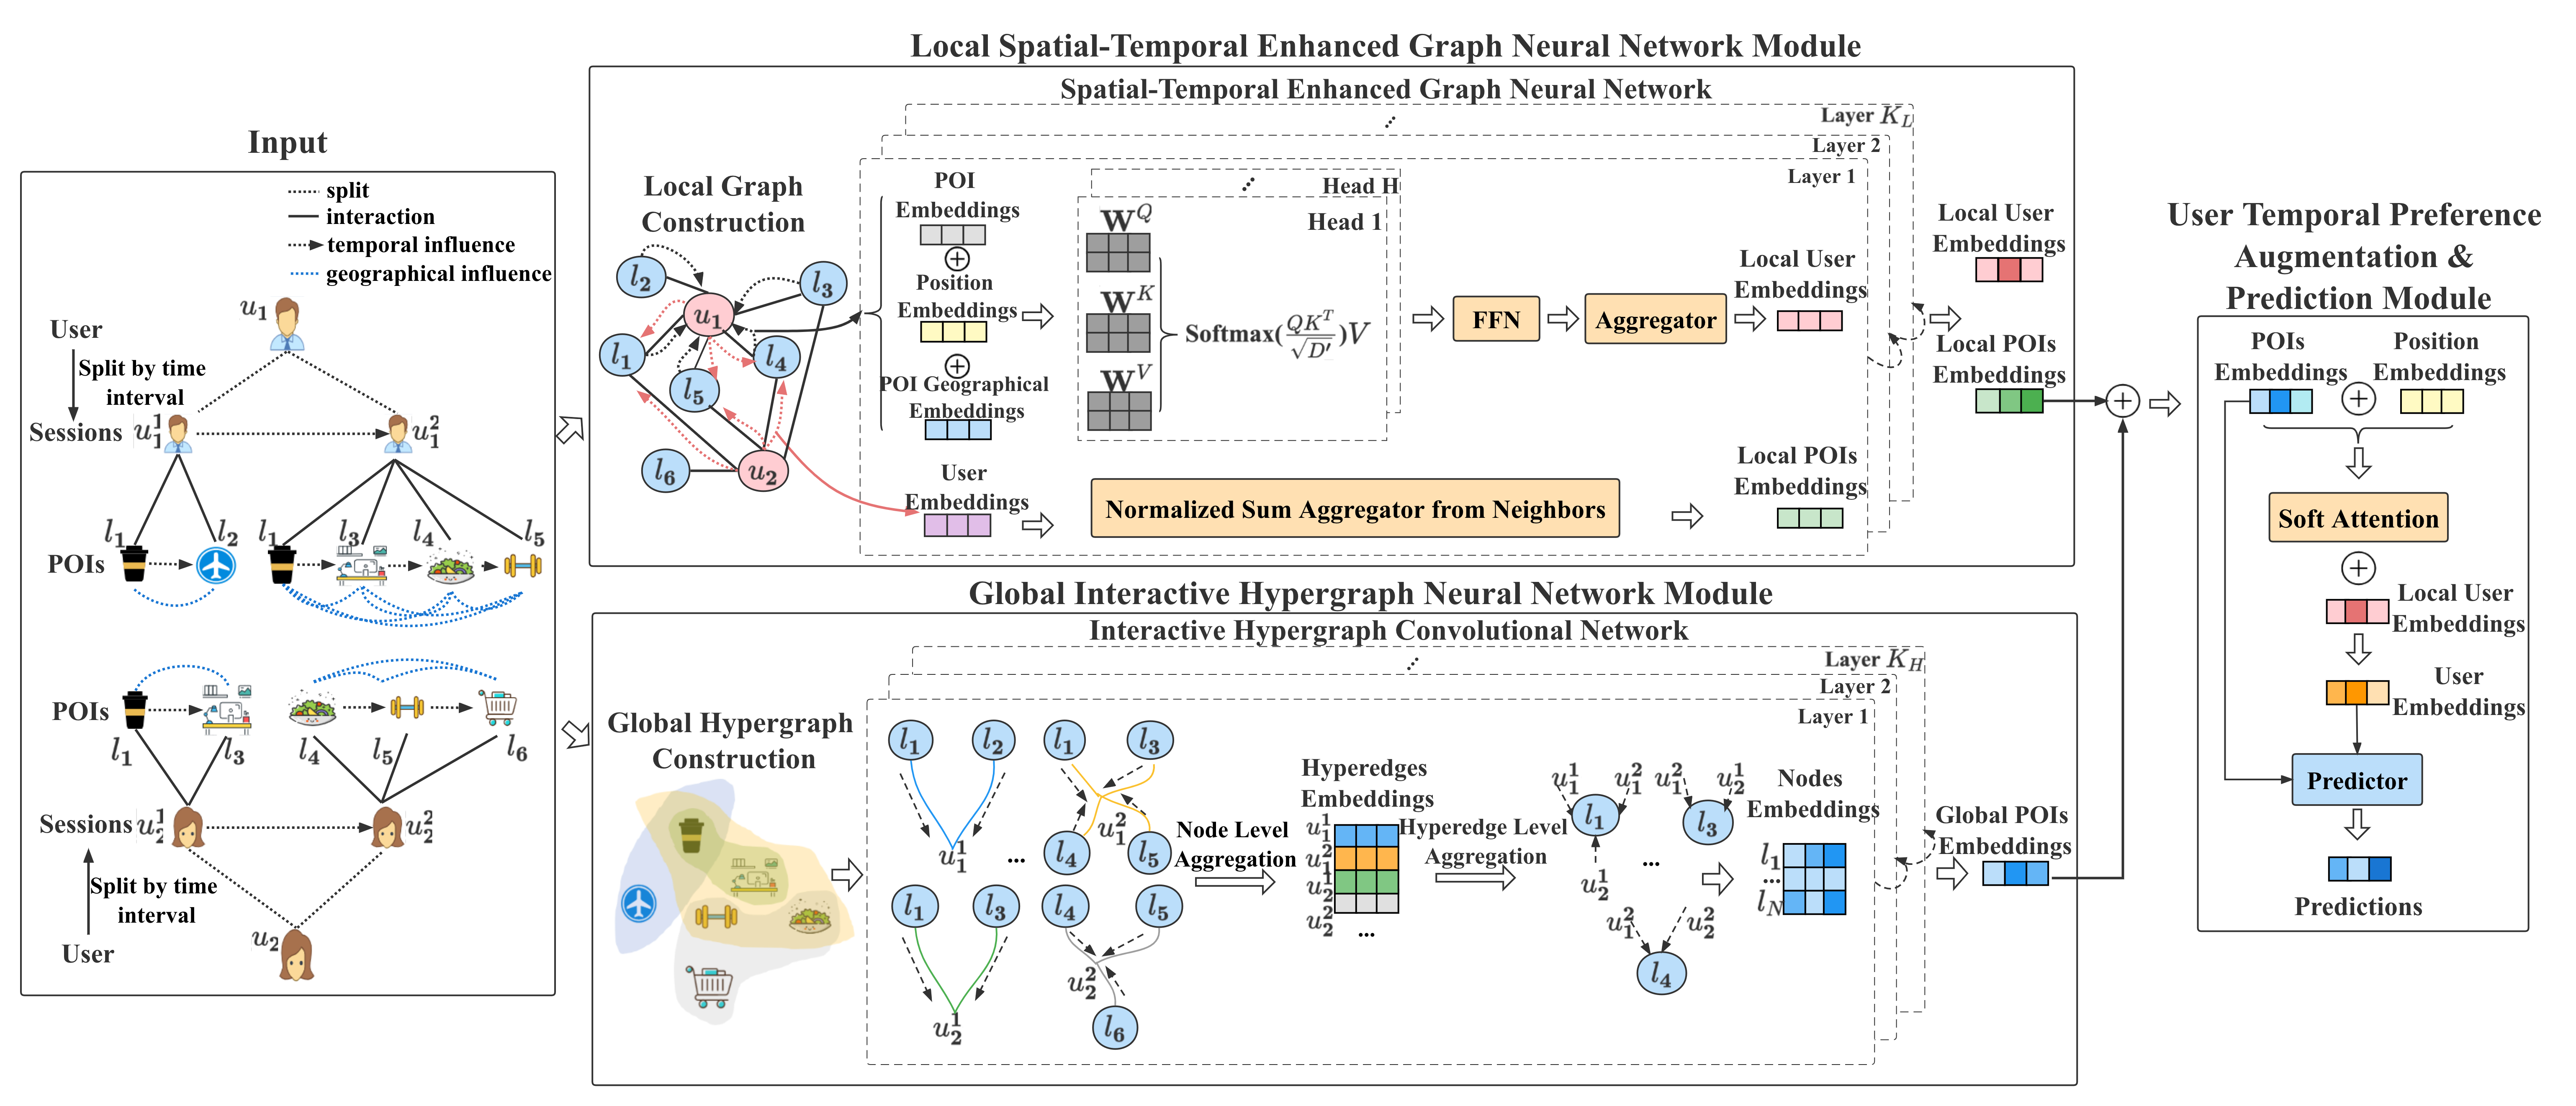 Input
split
interaction
temporal influence
geographical influence
u_1
User
Split by time
interval
Sessions
u_1^1
u_1^2
l_1
l_2
l_1
l_3
l_4
l_5
POIs
POIs
l_1
l_3
l_4
l_5
l_6
Sessions
u_2^1
u_2^2
Split by time
interval
User
u_2
Local Spatial-Temporal Enhanced Graph Neural Network Module
Spatial-Temporal Enhanced Graph Neural Network
Layer K_L
Layer 2
Layer 1
Local Graph
Construction
l_2
l_3
u_1
l_1
l_4
l_5
l_6
u_2
POI
Embeddings
Position
Embeddings
POI Geographical
Embeddings
User
Embeddings
Head H
Head 1
W^Q
W^K
W^V
Softmax(QK^T/√D′)V
FFN
Aggregator
Local User
Embeddings
Normalized Sum Aggregator from Neighbors
Local POIs
Embeddings
Local User
Embeddings
Local POIs
Embeddings
Global Interactive Hypergraph Neural Network Module
Interactive Hypergraph Convolutional Network
Layer K_H
Layer 2
Layer 1
Global Hypergraph
Construction
l_1
l_2
u_1^1
...
l_1
l_3
l_4
u_1^2
l_5
l_1
l_3
u_2^1
l_4
l_5
u_2^2
l_6
Node Level
Aggregation
Hyperedges
Embeddings
u_1^1
u_1^2
u_2^1
u_2^2
...
Hyperedge Level
Aggregation
u_1^1
u_1^2
l_1
u_2^1
u_1^2
u_2^1
l_3
...
u_1^2
u_2^2
l_4
Nodes
Embeddings
l_1
...
l_N
Global POIs
Embeddings
User Temporal Preference
Augmentation &
Prediction Module
POIs
Embeddings
Position
Embeddings
Soft Attention
Local User
Embeddings
User
Embeddings
Predictor
Predictions